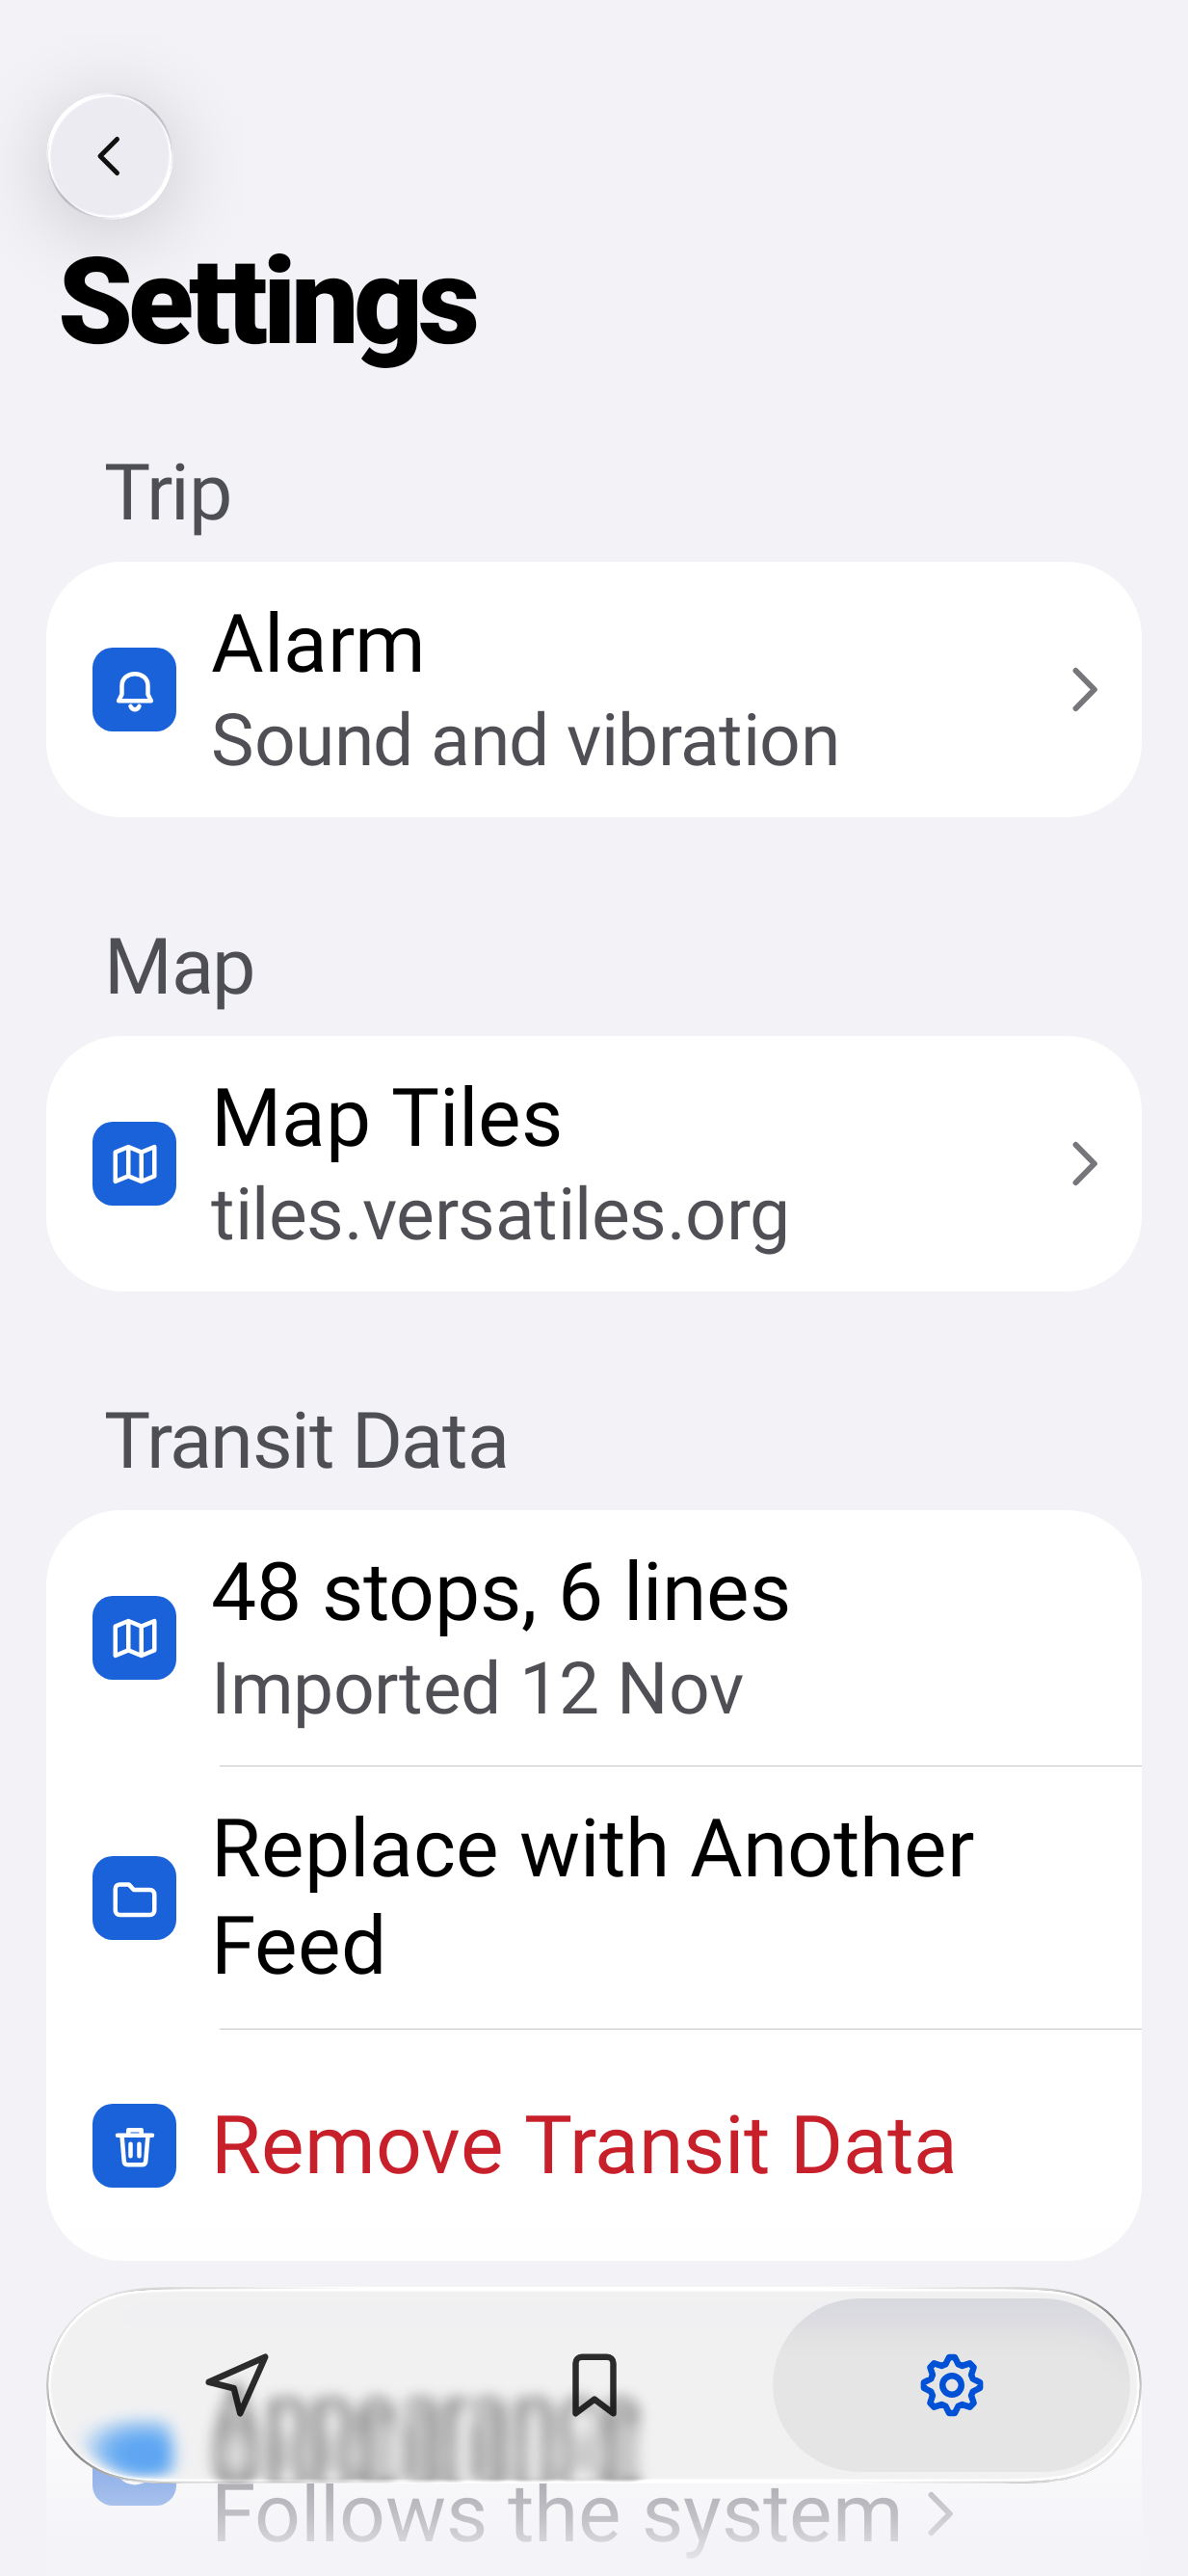 Settings
Trip
Alarm
Sound and vibration
Map
Map Tiles
tiles.versatiles.org
Transit Data
48 stops, 6 lines
Imported 12 Nov
Replace with Another
Feed
Remove Transit Data
Appearance
Follows the system